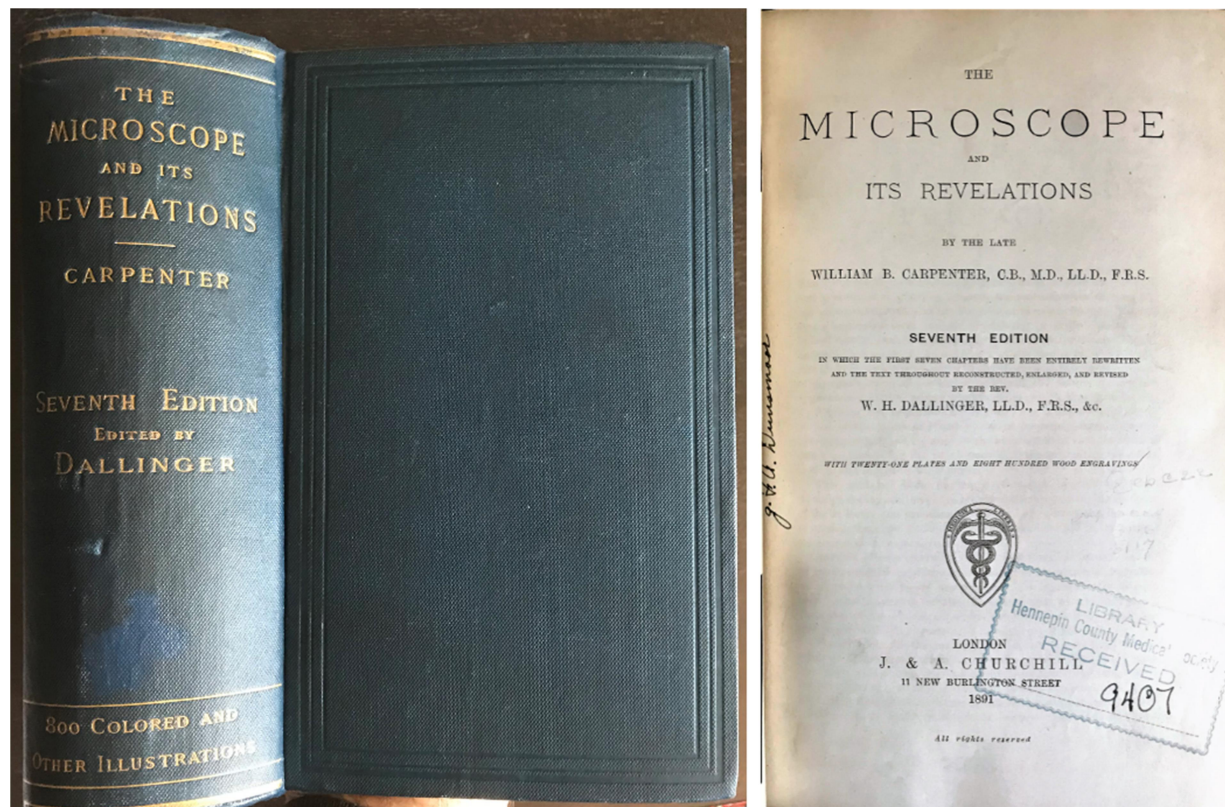 THE
MICROSCOPE
AND ITS
REVELATIONS
CARPENTER
SEVENTH EDITION
EDITED BY
DALLINGER
800 COLORED AND
OTHER ILLUSTRATIONS
THE
MICROSCOPE
AND
ITS REVELATIONS
BY THE LATE
WILLIAM B. CARPENTER, C.B., M.D., LL.D., F.R.S.
SEVENTH EDITION
IN WHICH THE FIRST SEVEN CHAPTERS HAVE BEEN ENTIRELY REWRITTEN
AND THE TEXT THROUGHOUT RECONSTRUCTED, ENLARGED, AND REVISED
BY THE REV.
W. H. DALLINGER, LL.D., F.R.S., &c.
WITH TWENTY-ONE PLATES AND EIGHT HUNDRED WOOD ENGRAVINGS
LONDON
J. & A. CHURCHILL
11 NEW BURLINGTON STREET
1891
All rights reserved
LIBRARY
Hennepin County Medical
RECEIVED
9407